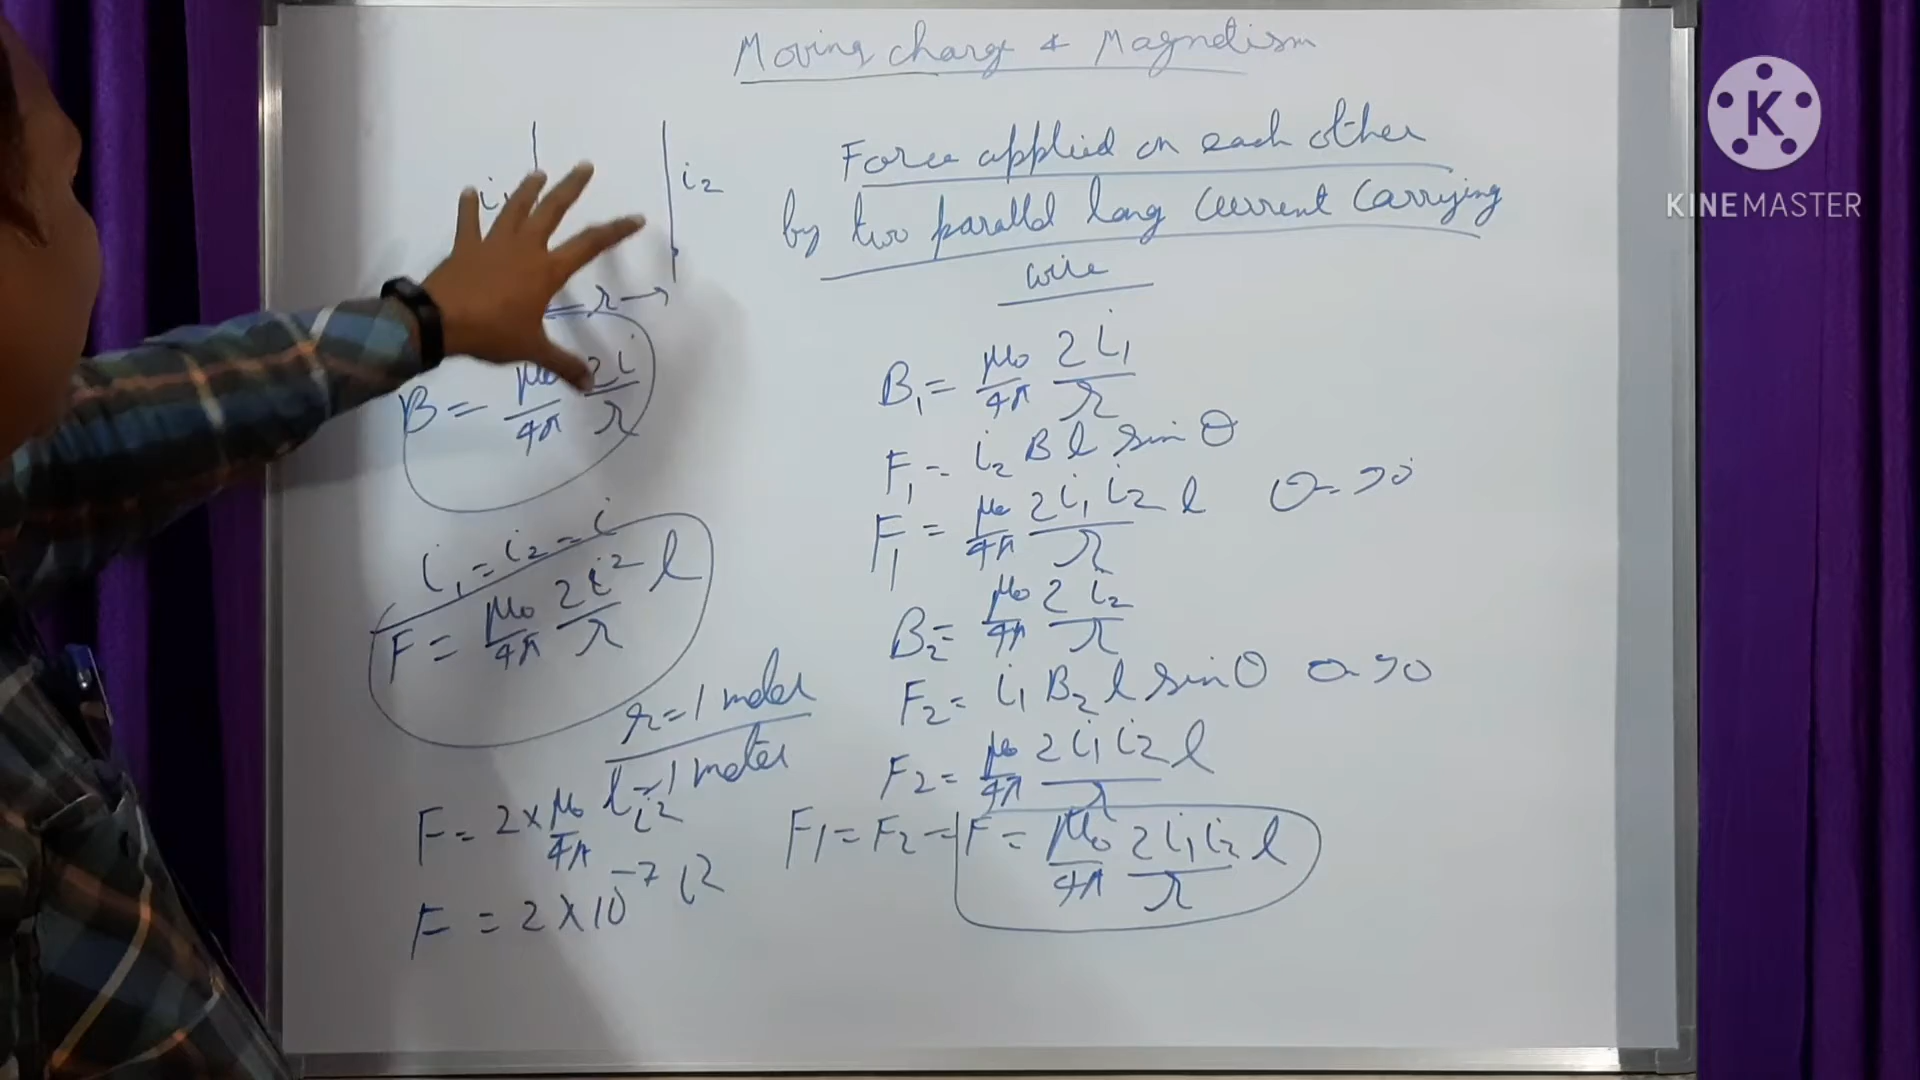 Moving charge & Magnetism
i₁
i₂
r
Force applied on each other
by two parallel long current carrying
wire
B = μ₀/4π 2i/r
i₁ = i₂ = i
F = μ₀/4π 2i²/r l
r = 1 meter
l = 1 meter
F = 2 × μ₀/4π i²
F = 2 × 10⁻⁷ i²
B₁ = μ₀/4π 2i₁/r
F₁ = i₂ B l sin θ
F₁ = μ₀/4π 2i₁i₂/r l θ = 90°
B₂ = μ₀/4π 2i₂/r
F₂ = i₁ B₂ l sin θ θ = 90
F₂ = μ₀/4π 2i₁i₂l/r
F₁ = F₂ = F = μ₀/4π 2i₁i₂l/r
K
KINEMASTER